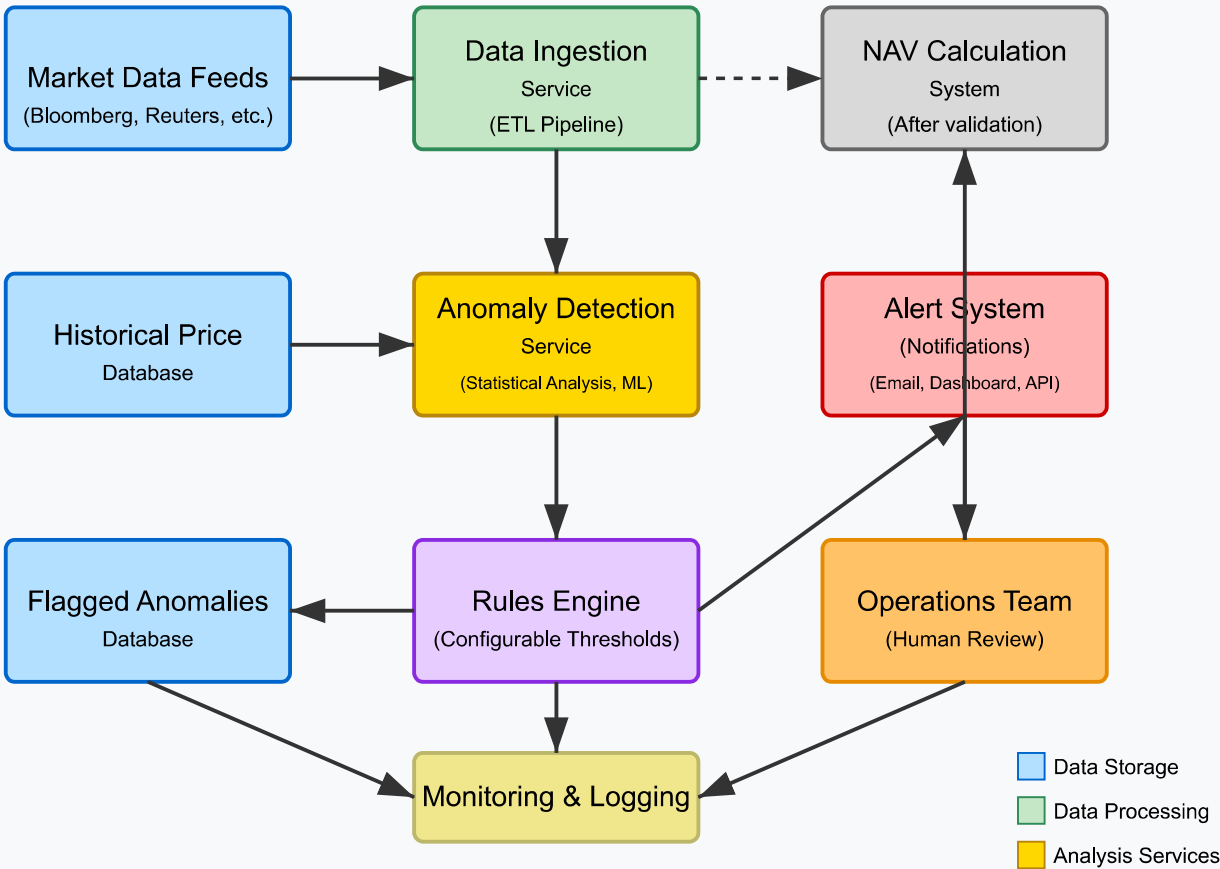 Market Data Feeds
(Bloomberg, Reuters, etc.)
Data Ingestion
Service
(ETL Pipeline)
NAV Calculation
System
(After validation)
Historical Price
Database
Anomaly Detection
Service
(Statistical Analysis, ML)
Alert System
(Notifications)
(Email, Dashboard, API)
Flagged Anomalies
Database
Rules Engine
(Configurable Thresholds)
Operations Team
(Human Review)
Monitoring & Logging
Data Storage
Data Processing
Analysis Services